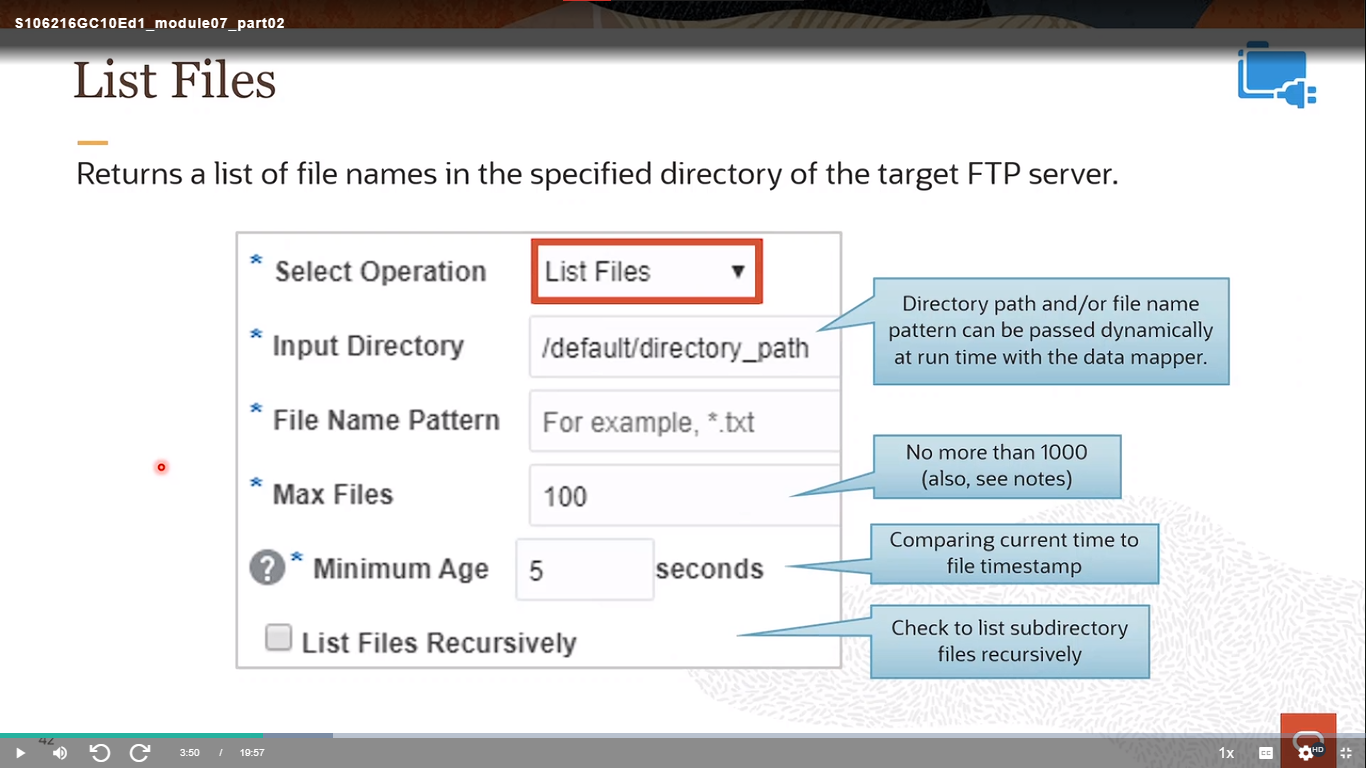 S106216GC10Ed1_module07_part02
List Files
Returns a list of file names in the specified directory of the target FTP server.
* Select Operation List Files ▼
* Input Directory /default/directory_path
* File Name Pattern For example, *.txt
* Max Files 100
? * Minimum Age 5 seconds
List Files Recursively
Directory path and/or file name
pattern can be passed dynamically
at run time with the data mapper.
No more than 1000
(also, see notes)
Comparing current time to
file timestamp
Check to list subdirectory
files recursively
42
3:50 / 19:57
1x
CC
HD